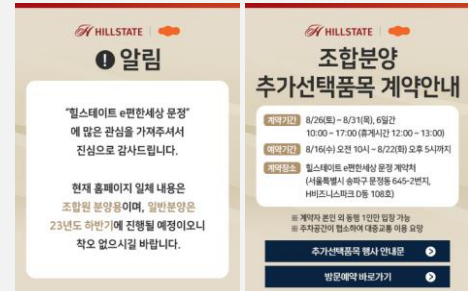 HILLSTATE
알림
"힐스테이트 e편한세상 문정"
에 많은 관심을 가져주셔서
진심으로 감사드립니다.
현재 홈페이지 일체 내용은
조합원 분양용이며, 일반분양은
23년도 하반기에 진행될 예정이오니
착오 없으시길 바랍니다.
HILLSTATE
조합분양
추가선택품목 계약안내
계약기간 8/26(토) ~ 8/31(목), 6일간
10:00 ~ 17:00 (휴게시간 12:00 ~ 13:00)
예약기간 8/16(수) 오전 10시 ~ 8/22(화) 오후 5시까지
계약장소 힐스테이트 e편한세상 문정 계약처
(서울특별시 송파구 문정동 645-2번지,
H비즈니스파크 D동 108호)
※ 계약자 본인 외 동행 1인만 입장 가능
※ 주차공간이 협소하여 대중교통 이용 요망
추가선택품목 행사 안내문
방문예약 바로가기